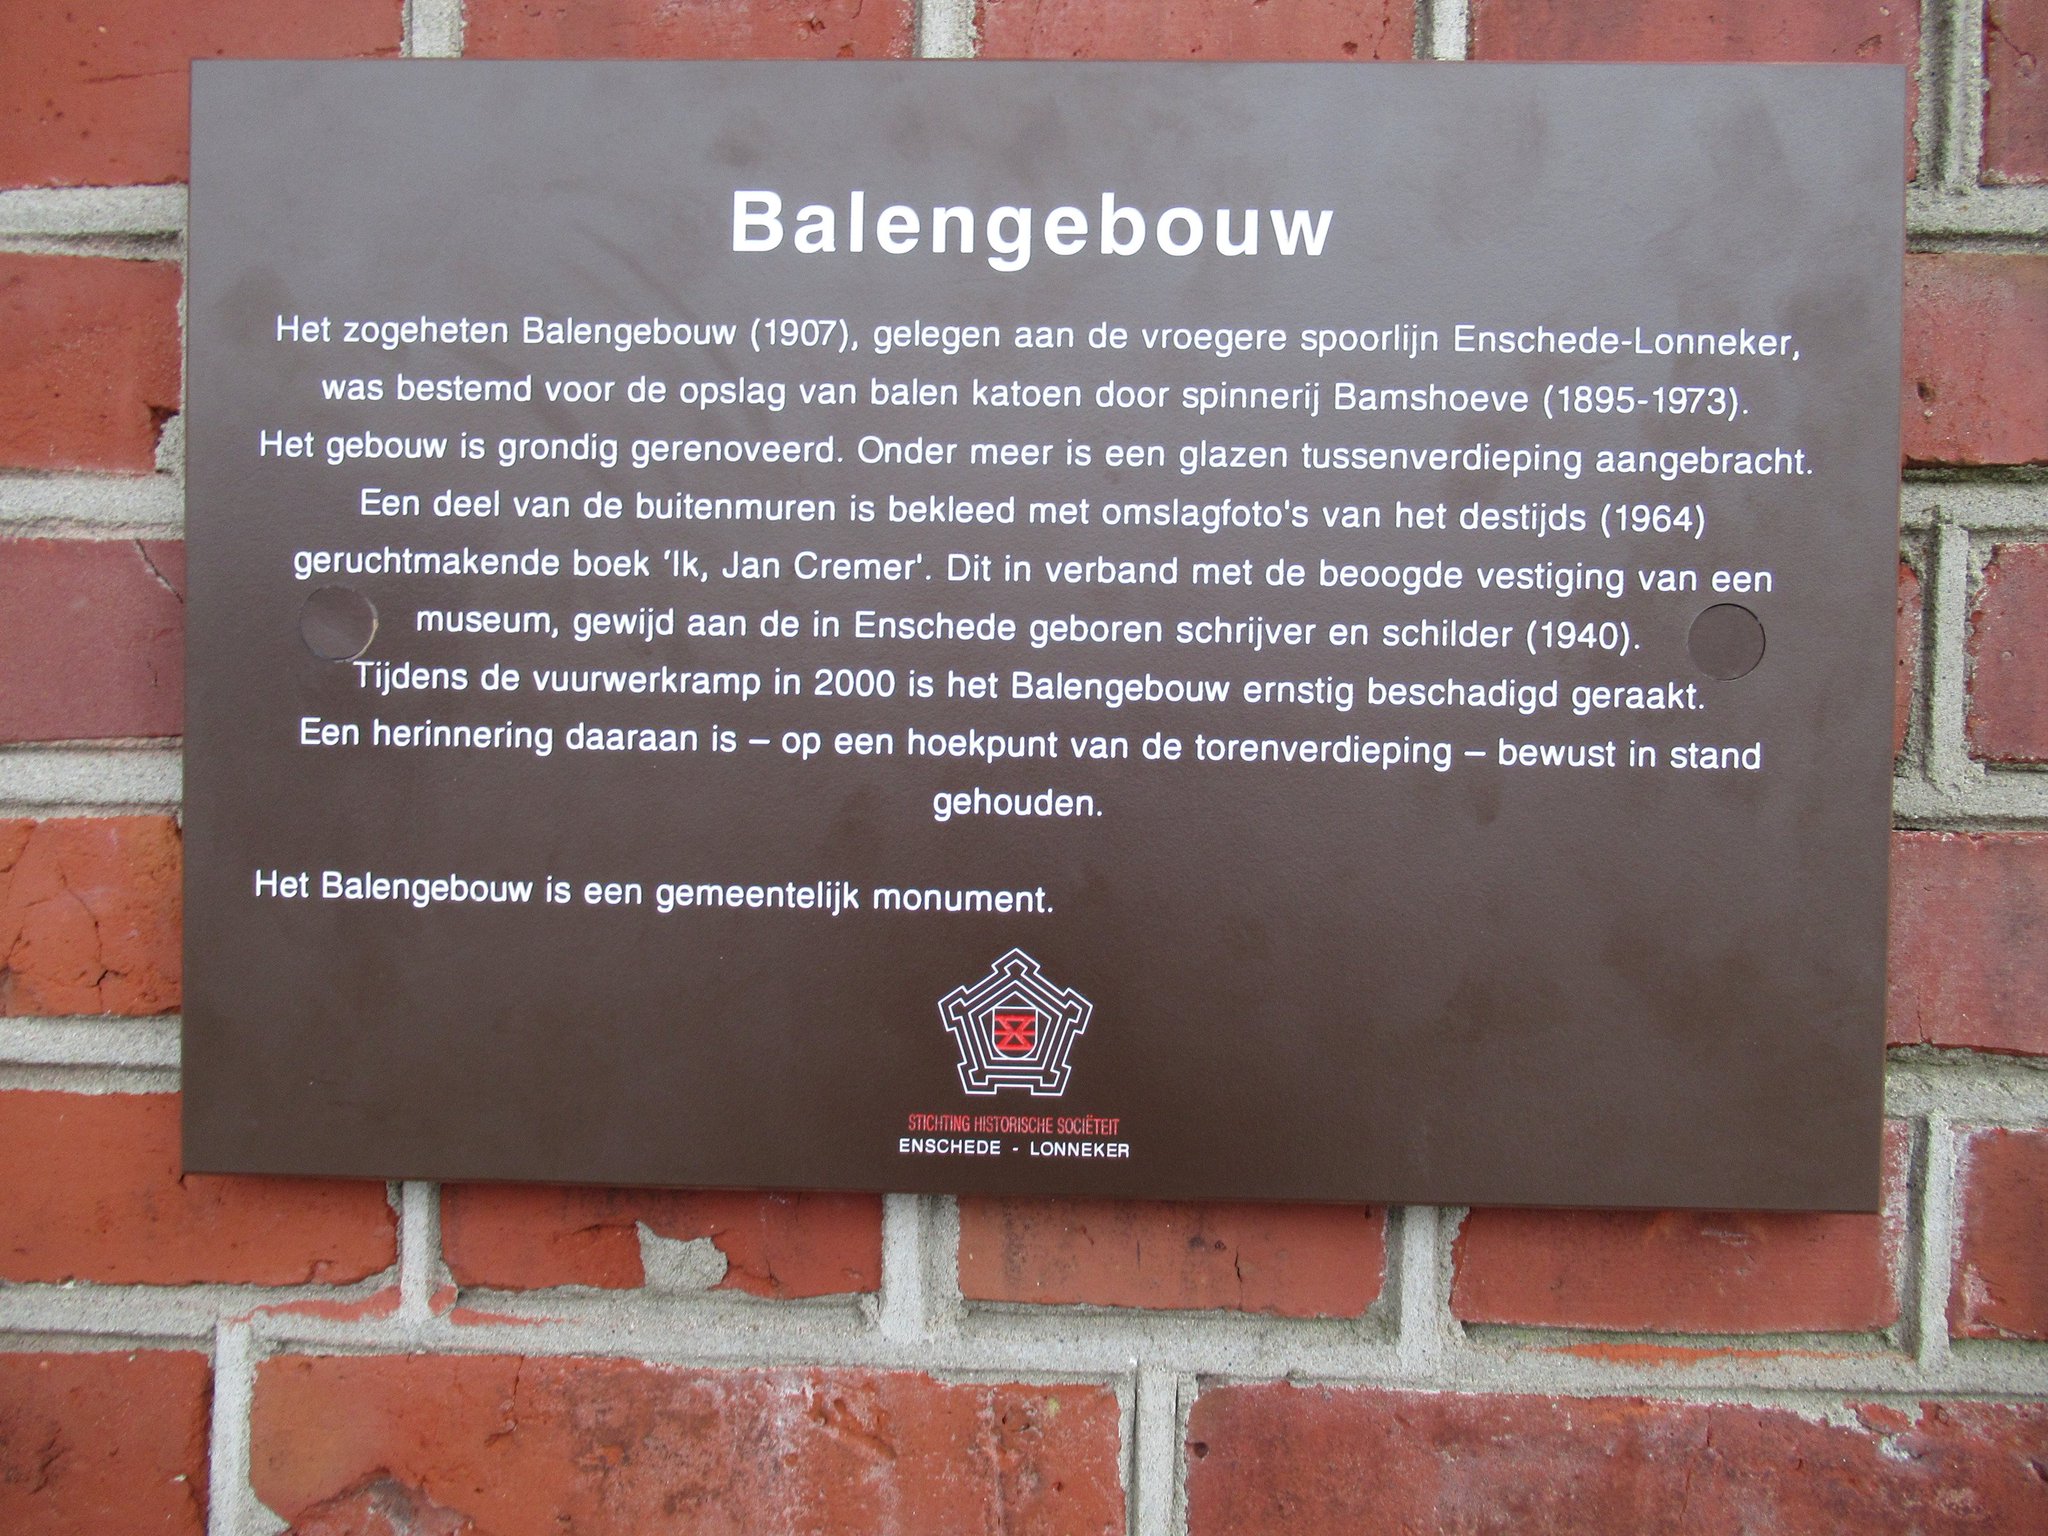 Balengebouw
Het zogeheten Balengebouw (1907), gelegen aan de vroegere spoorlijn Enschede-Lonneker,
was bestemd voor de opslag van balen katoen door spinnerij Bamshoeve (1895-1973).
Het gebouw is grondig gerenoveerd. Onder meer is een glazen tussenverdieping aangebracht.
Een deel van de buitenmuren is bekleed met omslagfoto's van het destijds (1964)
geruchtmakende boek 'Ik, Jan Cremer'. Dit in verband met de beoogde vestiging van een
museum, gewijd aan de in Enschede geboren schrijver en schilder (1940).
Tijdens de vuurwerkramp in 2000 is het Balengebouw ernstig beschadigd geraakt.
Een herinnering daaraan is – op een hoekpunt van de torenverdieping – bewust in stand
gehouden.
Het Balengebouw is een gemeentelijk monument.
STICHTING HISTORISCHE SOCIËTEIT
ENSCHEDE - LONNEKER